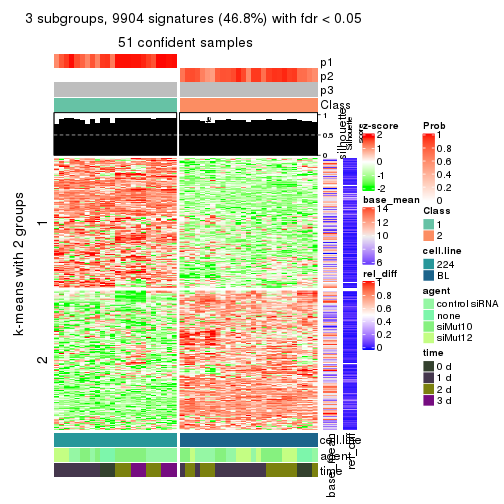 3 subgroups, 9904 signatures (46.8%) with fdr < 0.05
51 confident samples
p1
p2
p3
Class
1
0.5
0
silhouette
silhouette
score
k-means with 2 groups
1
2
cell.line
agent
time
base_mean
rel_diff
z-score
2
1
0
-1
-2
base_mean
14
12
10
8
6
rel_diff
1
0.8
0.6
0.4
0.2
0
Prob
1
0.8
0.6
0.4
0.2
0
Class
1
2
cell.line
224
BL
agent
control siRNA
none
siMut10
siMut12
time
0 d
1 d
2 d
3 d